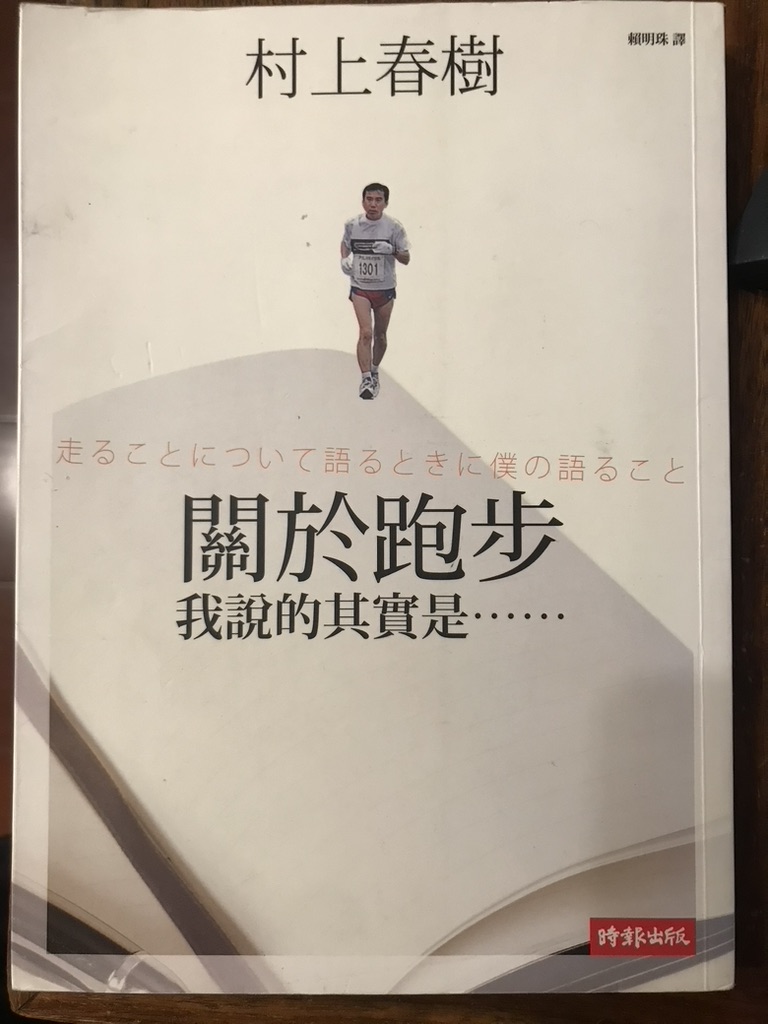 村上春樹
賴明珠 譯
1301
走ることについて語るときに僕の語ること
關於跑步
我說的其實是……
時報出版